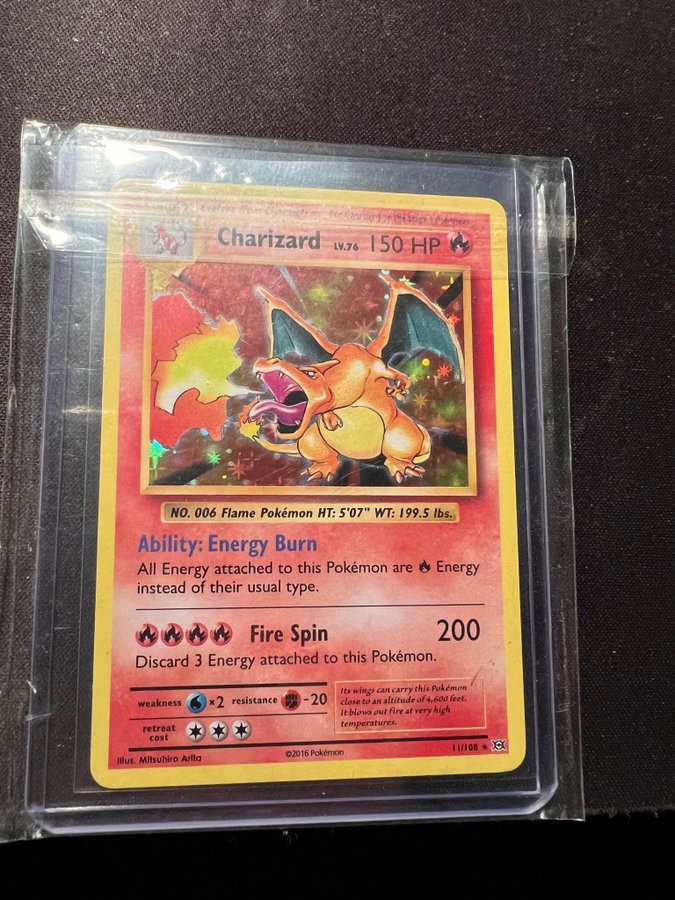 Charizard LV.76 150 HP
NO. 006 Flame Pokémon HT: 5'07" WT: 199.5 lbs.
Ability: Energy Burn
All Energy attached to this Pokémon are Energy
instead of their usual type.
Fire Spin 200
Discard 3 Energy attached to this Pokémon.
weakness ×2 resistance -20
retreat
cost
Its wings can carry this Pokémon
close to an altitude of 4,600 feet.
It blows out fire at very high
temperatures.
Illus. Mitsuhiro Arita
©2016 Pokémon
11/108 ★